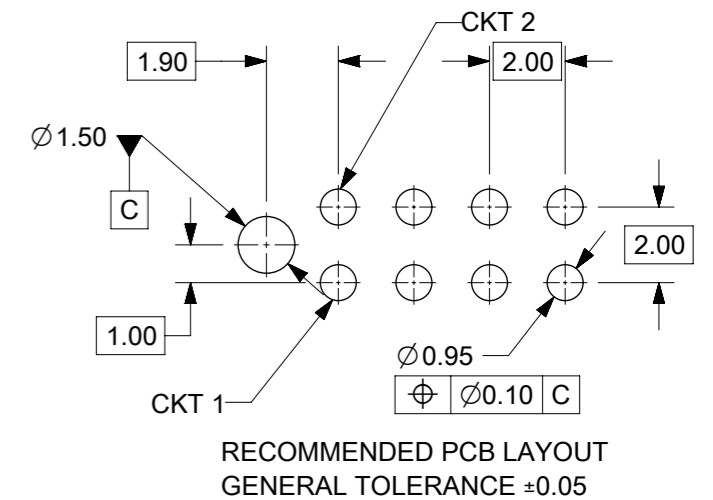 CKT 2
1.90
2.00
∅1.50
C
2.00
1.00
∅0.95
⌖ ∅0.10 C
CKT 1
RECOMMENDED PCB LAYOUT
GENERAL TOLERANCE ±0.05